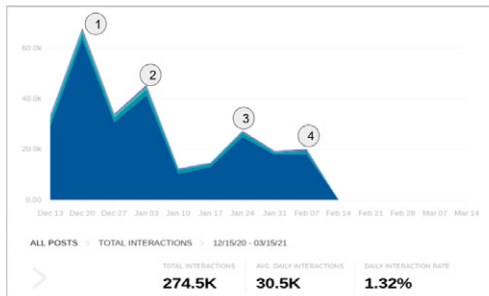 1
60.0k
2
40.0k
3
4
20.0k
0.00
Dec 13 Dec 20 Dec 27 Jan 03 Jan 10 Jan 17 Jan 24 Jan 31 Feb 07 Feb 14 Feb 21 Feb 28 Mar 07 Mar 14
ALL POSTS > TOTAL INTERACTIONS > 12/15/20 - 03/15/21
TOTAL INTERACTIONS AVG. DAILY INTERACTIONS DAILY INTERACTION RATE
274.5K 30.5K 1.32%